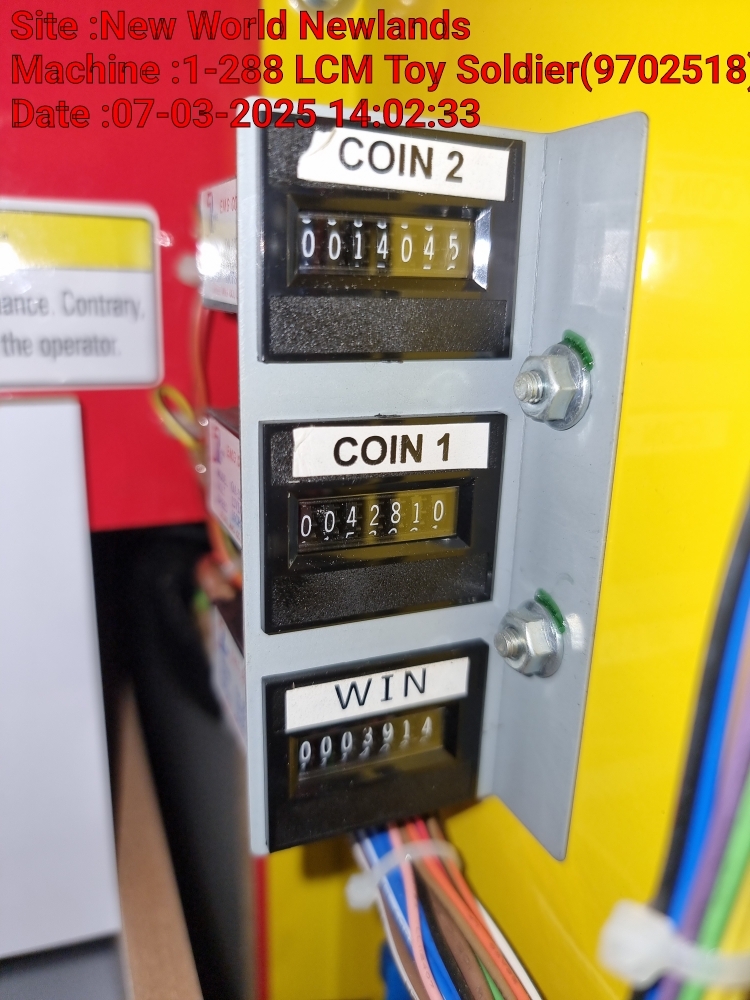 Site :New World Newlands
Machine :1-288 LCM Toy Soldier(9702518)
Date :07-03-2025 14:02:33
COIN 2
0014045
ance. Contrary,
the operator.
COIN 1
0042810
WIN
0003914